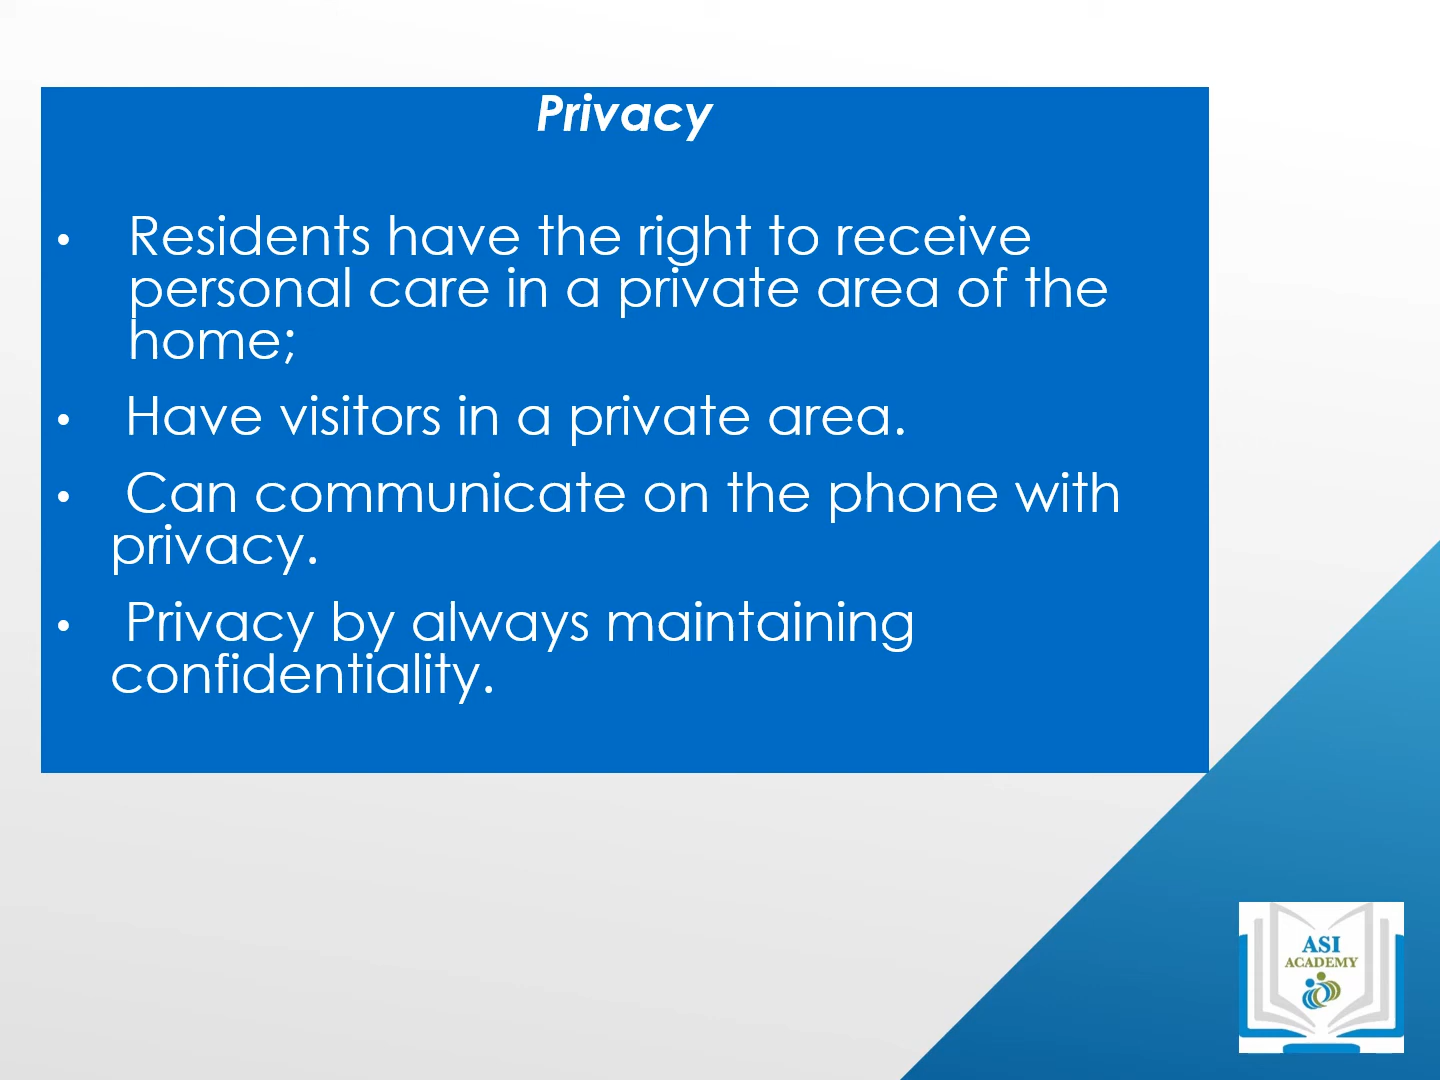 Privacy
• Residents have the right to receive
personal care in a private area of the
home;
• Have visitors in a private area.
• Can communicate on the phone with
privacy.
• Privacy by always maintaining
confidentiality.
ASI
ACADEMY